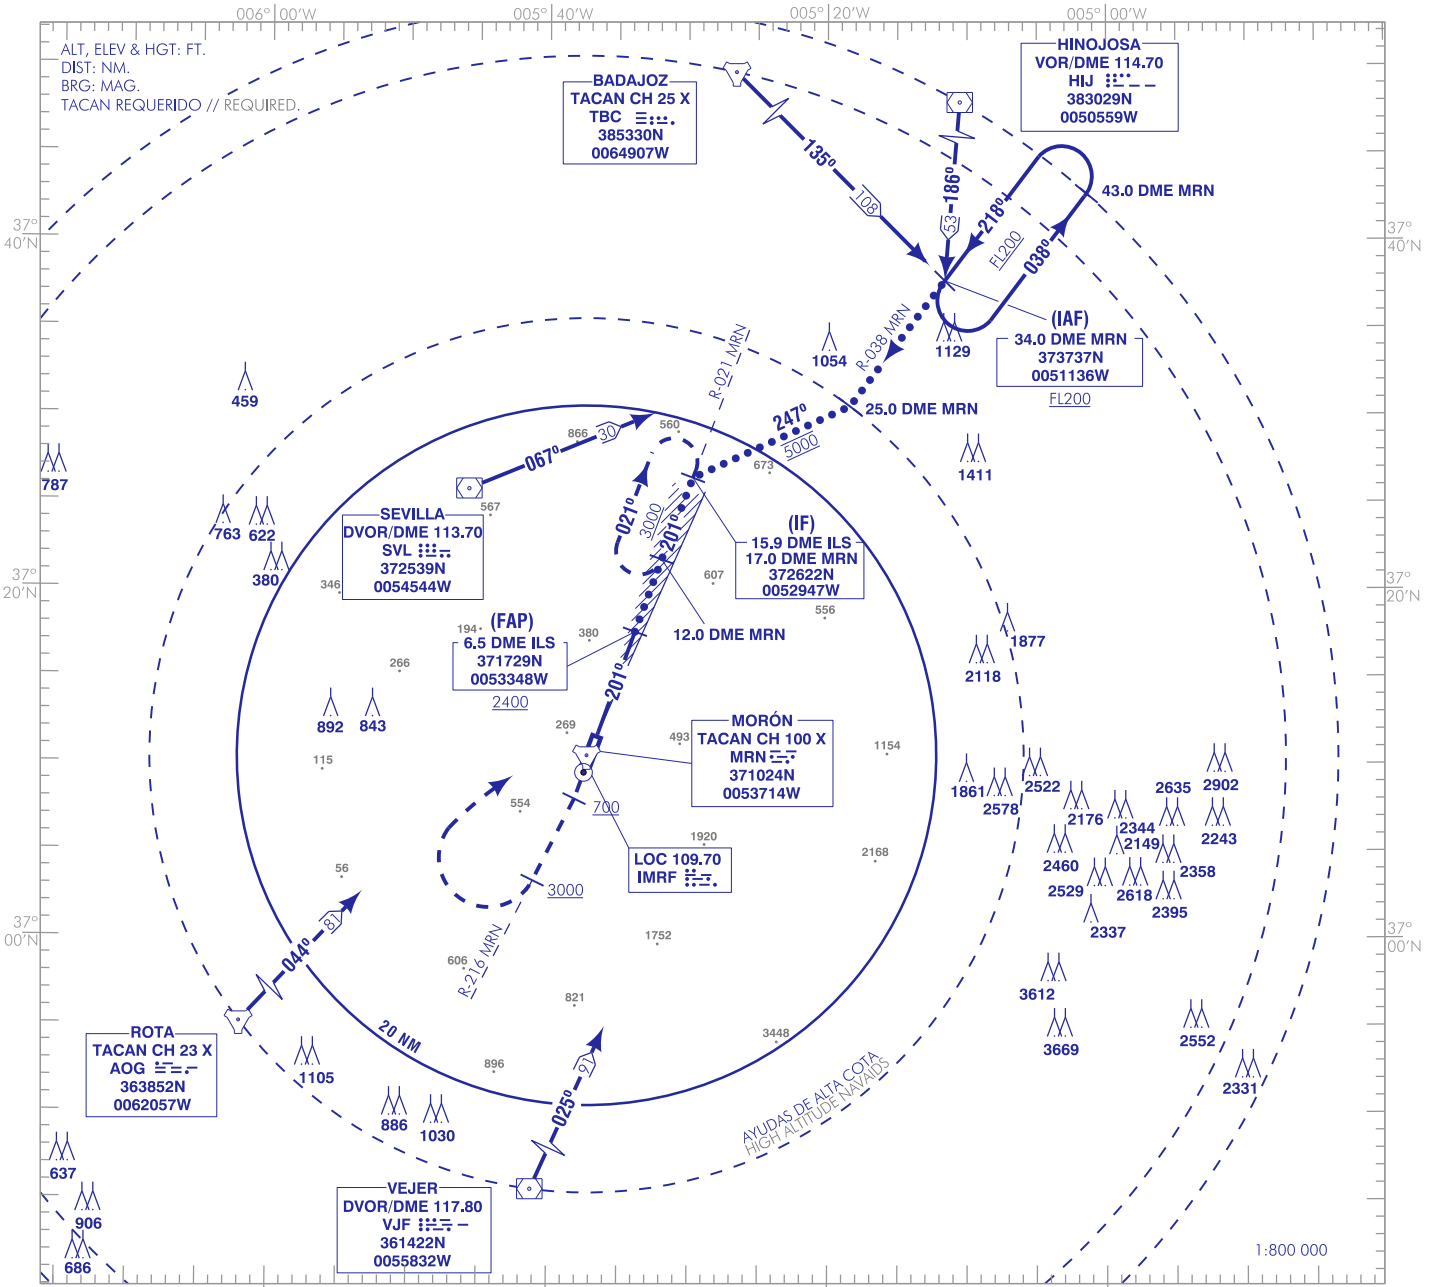 006° 00'W
005° 40'W
005° 20'W
005° 00'W
ALT, ELEV & HGT: FT.
DIST: NM.
BRG: MAG.
TACAN REQUERIDO // REQUIRED.
BADAJOZ
TACAN CH 25 X
TBC
385330N
0064907W
HINOJOSA
VOR/DME 114.70
HIJ
383029N
0050559W
135°
108
186°
53
218°
FL200
038°
43.0 DME MRN
37°
40'N
37°
40'N
(IAF)
34.0 DME MRN
373737N
0051136W
FL200
R-038 MRN
1054
1129
R-021 MRN
459
25.0 DME MRN
247°
5000
866
560
30
067°
673
787
1411
567
763
622
380
SEVILLA
DVOR/DME 113.70
SVL
372539N
0054544W
021°
3000
201°
(IF)
15.9 DME ILS
17.0 DME MRN
372622N
0052947W
37°
20'N
37°
20'N
346
607
556
194
380
12.0 DME MRN
(FAP)
6.5 DME ILS
371729N
0053348W
2400
201°
1877
2118
266
892
843
269
493
MORÓN
TACAN CH 100 X
MRN
371024N
0053714W
1154
115
1861
2578
2522
2176
2635
2902
2344
2243
2149
2460
2358
2529
2618
2395
2337
554
700
1920
2168
LOC 109.70
IMRF
56
3000
81
044°
37°
00'N
37°
00'N
1752
606
R-216 MRN
3612
821
3669
2552
2331
20 NM
3448
ROTA
TACAN CH 23 X
AOG
363852N
0062057W
1105
896
91
025°
886
1030
AYUDAS DE ALTA COTA
HIGH ALTITUDE NAVAIDS
637
906
686
VEJER
DVOR/DME 117.80
VJF
361422N
0055832W
1:800 000